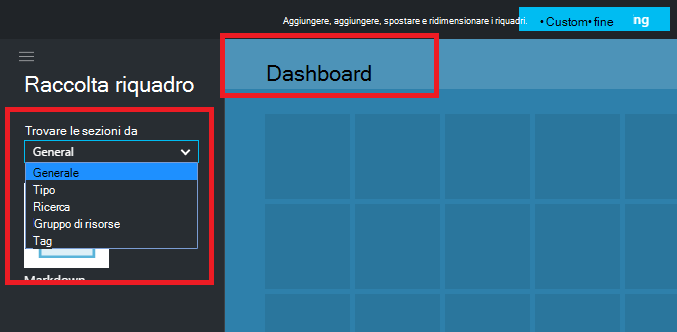 Aggiungere, aggiungere, spostare e ridimensionare i riquadri.
•Custom•fine ng
Raccolta riquadro
Dashboard
Trovare le sezioni da
General
Generale
Tipo
Ricerca
Gruppo di risorse
Tag
Markdown